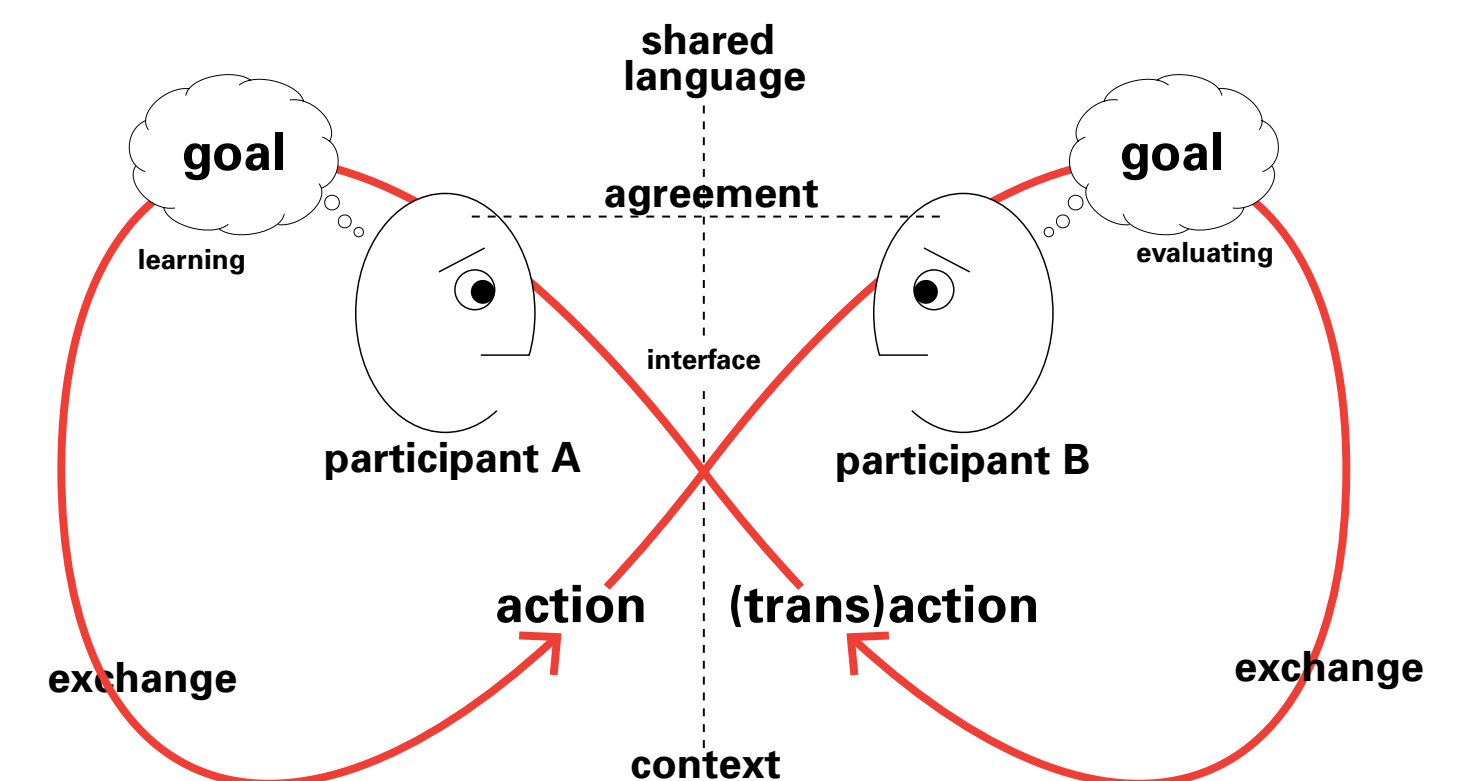 shared
language
goal
goal
agreement
learning
evaluating
interface
participant A
participant B
action
(trans)action
exchange
exchange
context